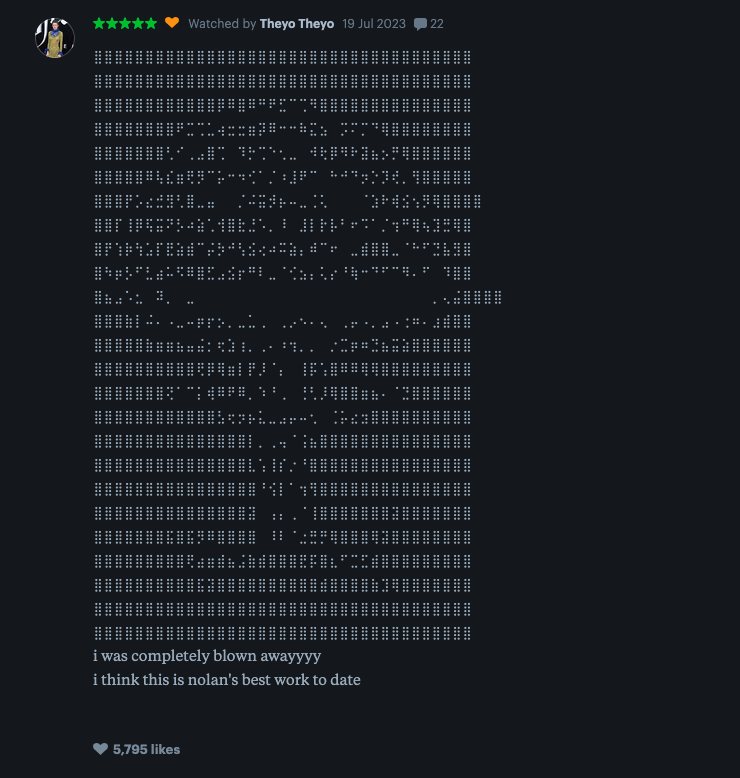 Watched by Theyo Theyo 19 Jul 2023 22
i was completely blown awayyyy
i think this is nolan's best work to date
5,795 likes